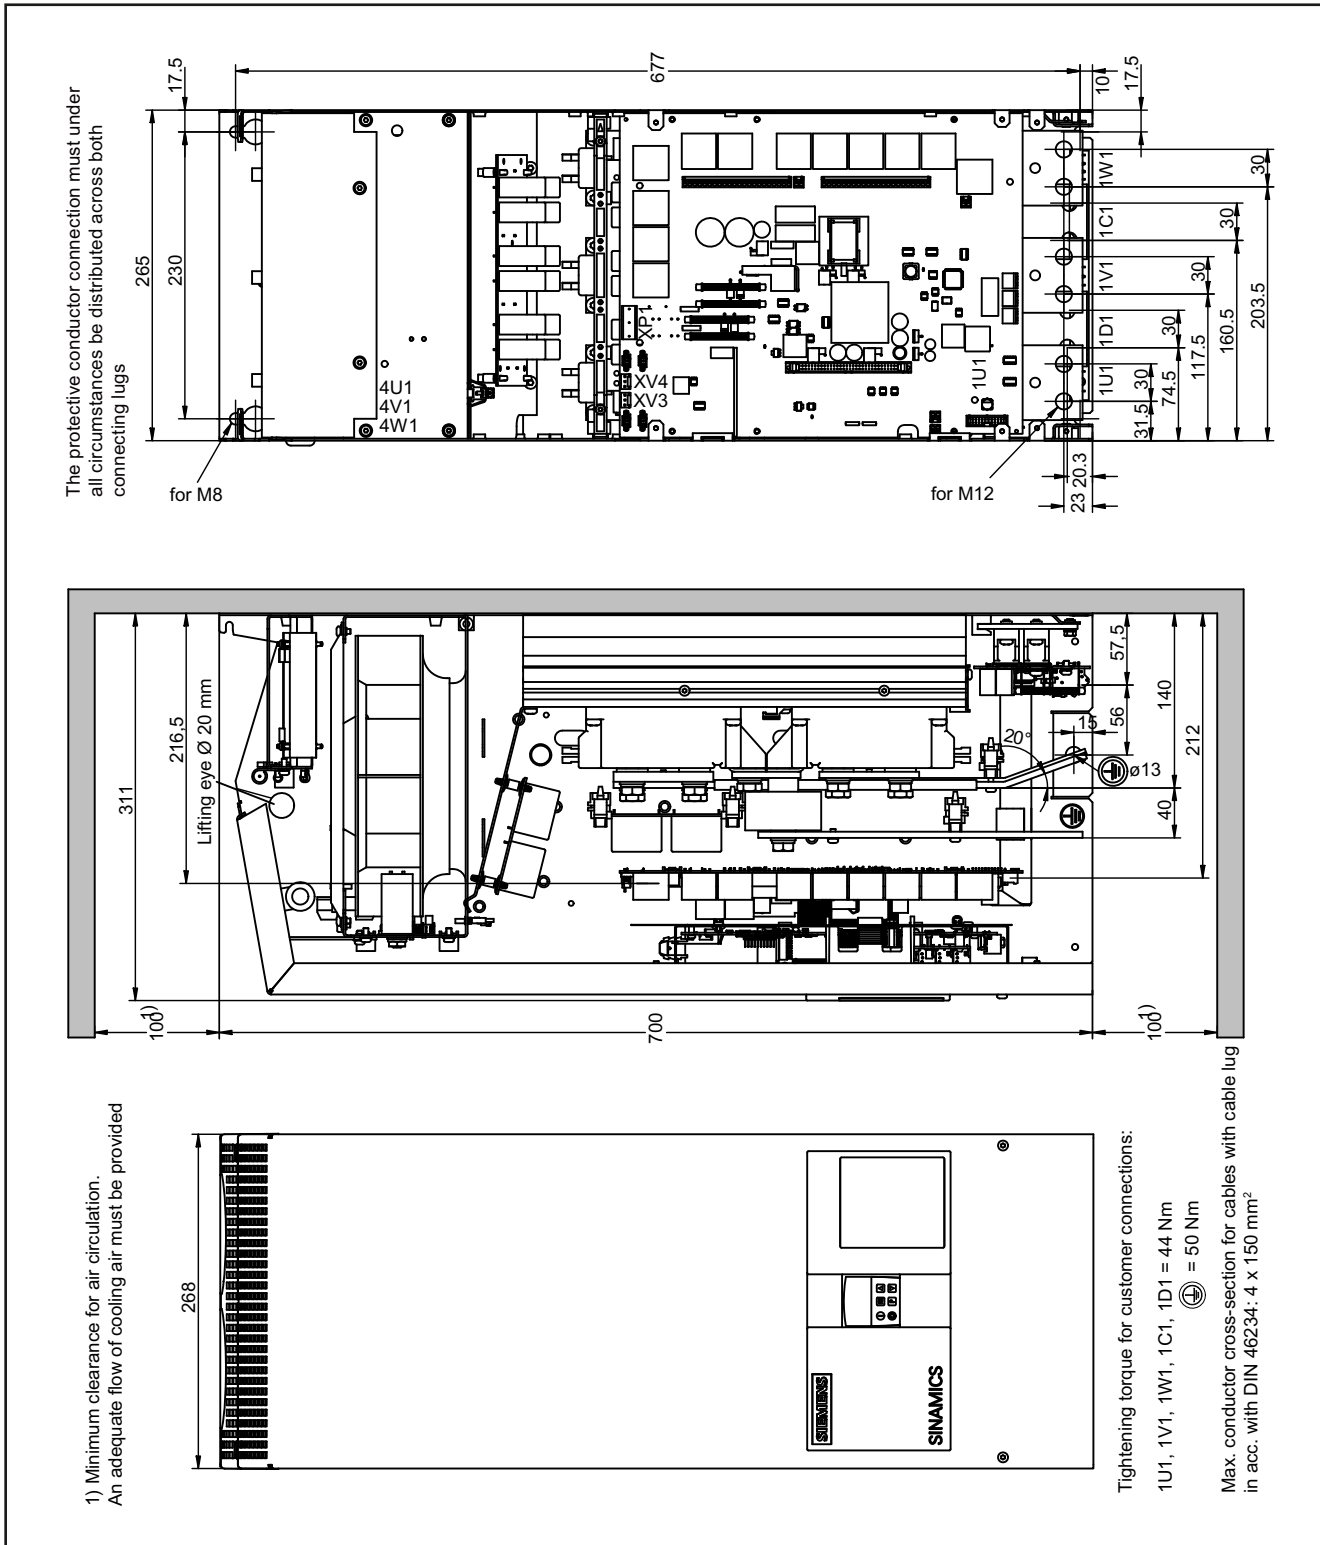 The protective conductor connection must under
all circumstances be distributed across both
connecting lugs
17.5
265
230
677
10
17.5
4U1
4V1
4W1
XP1
XV4
XV3
1U1
1W1
1C1
1V1
1D1
1U1
30
30
30
30
30
31.5
74.5
117.5
160.5
203.5
23
20.3
for M8
for M12
311
216,5
Lifting eye Ø 20 mm
57,5
56
140
212
15
20°
ø13
40
100 1)
700
100 1)
1) Minimum clearance for air circulation.
An adequate flow of cooling air must be provided
268
SIEMENS
SINAMICS
Tightening torque for customer connections:
1U1, 1V1, 1W1, 1C1, 1D1 = 44 Nm
= 50 Nm
Max. conductor cross-section for cables with cable lug
in acc. with DIN 46234: 4 x 150 mm²